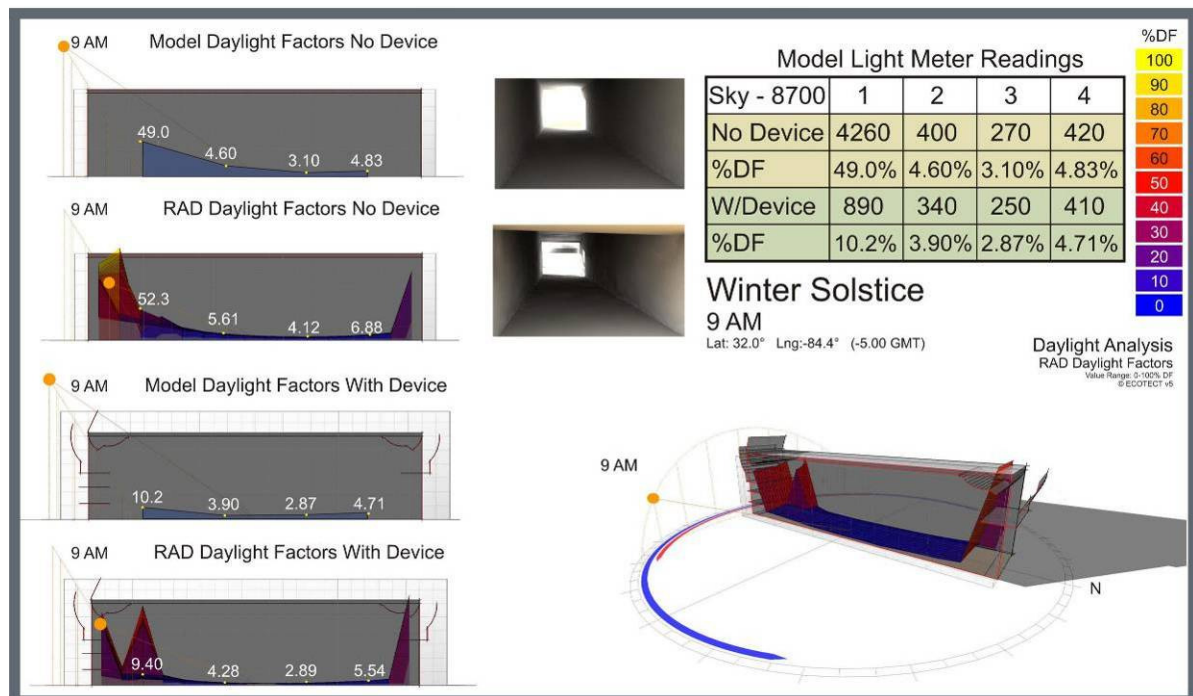 9 AM
Model Daylight Factors No Device
49.0
4.60
3.10
4.83
9 AM
RAD Daylight Factors No Device
52.3
5.61
4.12
6.88
9 AM
Model Daylight Factors With Device
10.2
3.90
2.87
4.71
9 AM
RAD Daylight Factors With Device
9.40
4.28
2.89
5.54
Model Light Meter Readings
Sky - 8700 1 2 3 4
No Device 4260 400 270 420
%DF 49.0% 4.60% 3.10% 4.83%
W/Device 890 340 250 410
%DF 10.2% 3.90% 2.87% 4.71%
Winter Solstice
9 AM
Lat: 32.0° Lng:-84.4° (-5.00 GMT)
%DF
100
90
80
70
60
50
40
30
20
10
0
Daylight Analysis
RAD Daylight Factors
Value Range: 0-100% DF
© ECOTECT v5
9 AM
N